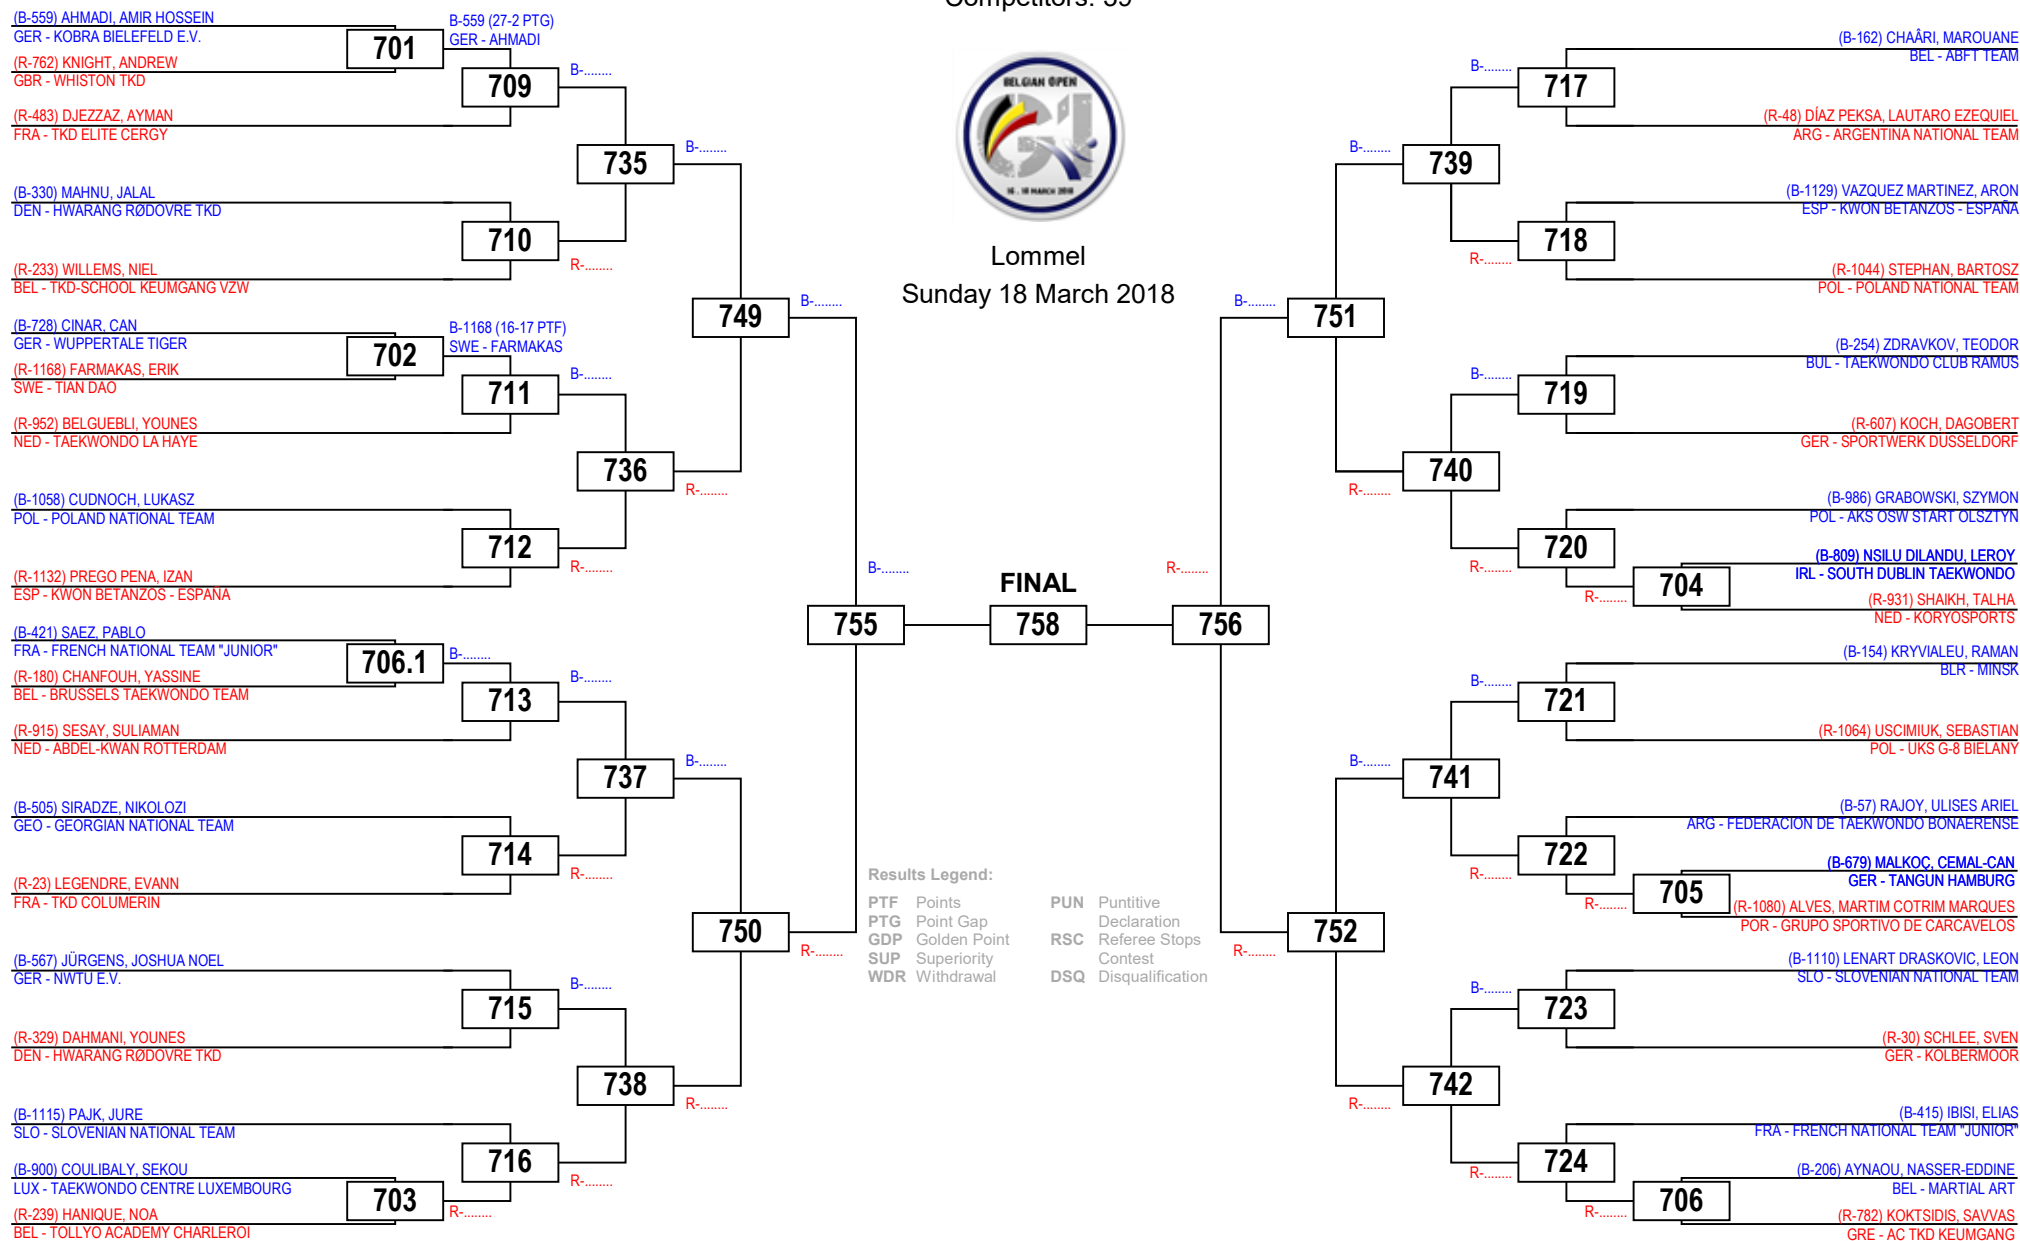 Competitors: 39
(B-559) AHMADI, AMIR HOSSEIN
GER - KOBRA BIELEFELD E.V.
701
(R-762) KNIGHT, ANDREW
GBR - WHISTON TKD
B-559 (27-2 PTG)
GER - AHMADI
709
(R-483) DJEZZAZ, AYMAN
FRA - TKD ELITE CERGY
B-........
735
B-........
(B-330) MAHNU, JALAL
DEN - HWARANG RØDOVRE TKD
710
(R-233) WILLEMS, NIEL
BEL - TKD-SCHOOL KEUMGANG VZW
R-........
749
B-........
(B-728) CINAR, CAN
GER - WUPPERTALE TIGER
702
(R-1168) FARMAKAS, ERIK
SWE - TIAN DAO
B-1168 (16-17 PTF)
SWE - FARMAKAS
711
(R-952) BELGUEBLI, YOUNES
NED - TAEKWONDO LA HAYE
B-........
736
R-........
(B-1058) CUDNOCH, LUKASZ
POL - POLAND NATIONAL TEAM
712
(R-1132) PREGO PENA, IZAN
ESP - KWON BETANZOS - ESPAÑA
R-........
B-........
755
(B-421) SAEZ, PABLO
FRA - FRENCH NATIONAL TEAM "JUNIOR"
706.1
(R-180) CHANFOUH, YASSINE
BEL - BRUSSELS TAEKWONDO TEAM
B-........
713
(R-915) SESAY, SULIAMAN
NED - ABDEL-KWAN ROTTERDAM
B-........
737
B-........
(B-505) SIRADZE, NIKOLOZI
GEO - GEORGIAN NATIONAL TEAM
714
(R-23) LEGENDRE, EVANN
FRA - TKD COLUMERIN
R-........
750
R-........
(B-567) JÜRGENS, JOSHUA NOEL
GER - NWTU E.V.
715
(R-329) DAHMANI, YOUNES
DEN - HWARANG RØDOVRE TKD
B-........
738
R-........
(B-1115) PAJK, JURE
SLO - SLOVENIAN NATIONAL TEAM
716
(B-900) COULIBALY, SEKOU
LUX - TAEKWONDO CENTRE LUXEMBOURG
703
(R-239) HANIQUE, NOA
BEL - TOLLYO ACADEMY CHARLEROI
R-........
R-........
BELGIAN OPEN
G1
16 - 18 MARCH 2018
Lommel
Sunday 18 March 2018
FINAL
758
Results Legend:
PTF Points
PTG Point Gap
GDP Golden Point
SUP Superiority
WDR Withdrawal
PUN Puntitive
Declaration
RSC Referee Stops
Contest
DSQ Disqualification
(B-162) CHAÂRI, MAROUANE
BEL - ABFT TEAM
B-........
717
(R-48) DÍAZ PEKSA, LAUTARO EZEQUIEL
ARG - ARGENTINA NATIONAL TEAM
B-........
739
(B-1129) VAZQUEZ MARTINEZ, ARON
ESP - KWON BETANZOS - ESPAÑA
718
R-........
(R-1044) STEPHAN, BARTOSZ
POL - POLAND NATIONAL TEAM
B-........
751
(B-254) ZDRAVKOV, TEODOR
BUL - TAEKWONDO CLUB RAMUS
B-........
719
(R-607) KOCH, DAGOBERT
GER - SPORTWERK DUSSELDORF
740
R-........
(B-986) GRABOWSKI, SZYMON
POL - AKS OSW START OLSZTYN
720
R-........
(B-809) NSILU DILANDU, LEROY
IRL - SOUTH DUBLIN TAEKWONDO
704
R-........
(R-931) SHAIKH, TALHA
NED - KORYOSPORTS
R-........
756
(B-154) KRYVIALEU, RAMAN
BLR - MINSK
B-........
721
(R-1064) USCIMIUK, SEBASTIAN
POL - UKS G-8 BIELANY
B-........
741
(B-57) RAJOY, ULISES ARIEL
ARG - FEDERACION DE TAEKWONDO BONAERENSE
722
R-........
(B-679) MALKOÇ, CEMAL-CAN
GER - TANGUN HAMBURG
705
R-........
(R-1080) ALVES, MARTIM COTRIM MARQUES
POR - GRUPO SPORTIVO DE CARCAVELOS
752
R-........
(B-1110) LENART DRASKOVIC, LEON
SLO - SLOVENIAN NATIONAL TEAM
B-........
723
(R-30) SCHLEE, SVEN
GER - KOLBERMOOR
742
R-........
(B-415) IBISI, ELIAS
FRA - FRENCH NATIONAL TEAM "JUNIOR"
724
R-........
(B-206) AYNAOU, NASSER-EDDINE
BEL - MARTIAL ART
706
R-........
(R-782) KOKTSIDIS, SAVVAS
GRE - AC TKD KEUMGANG